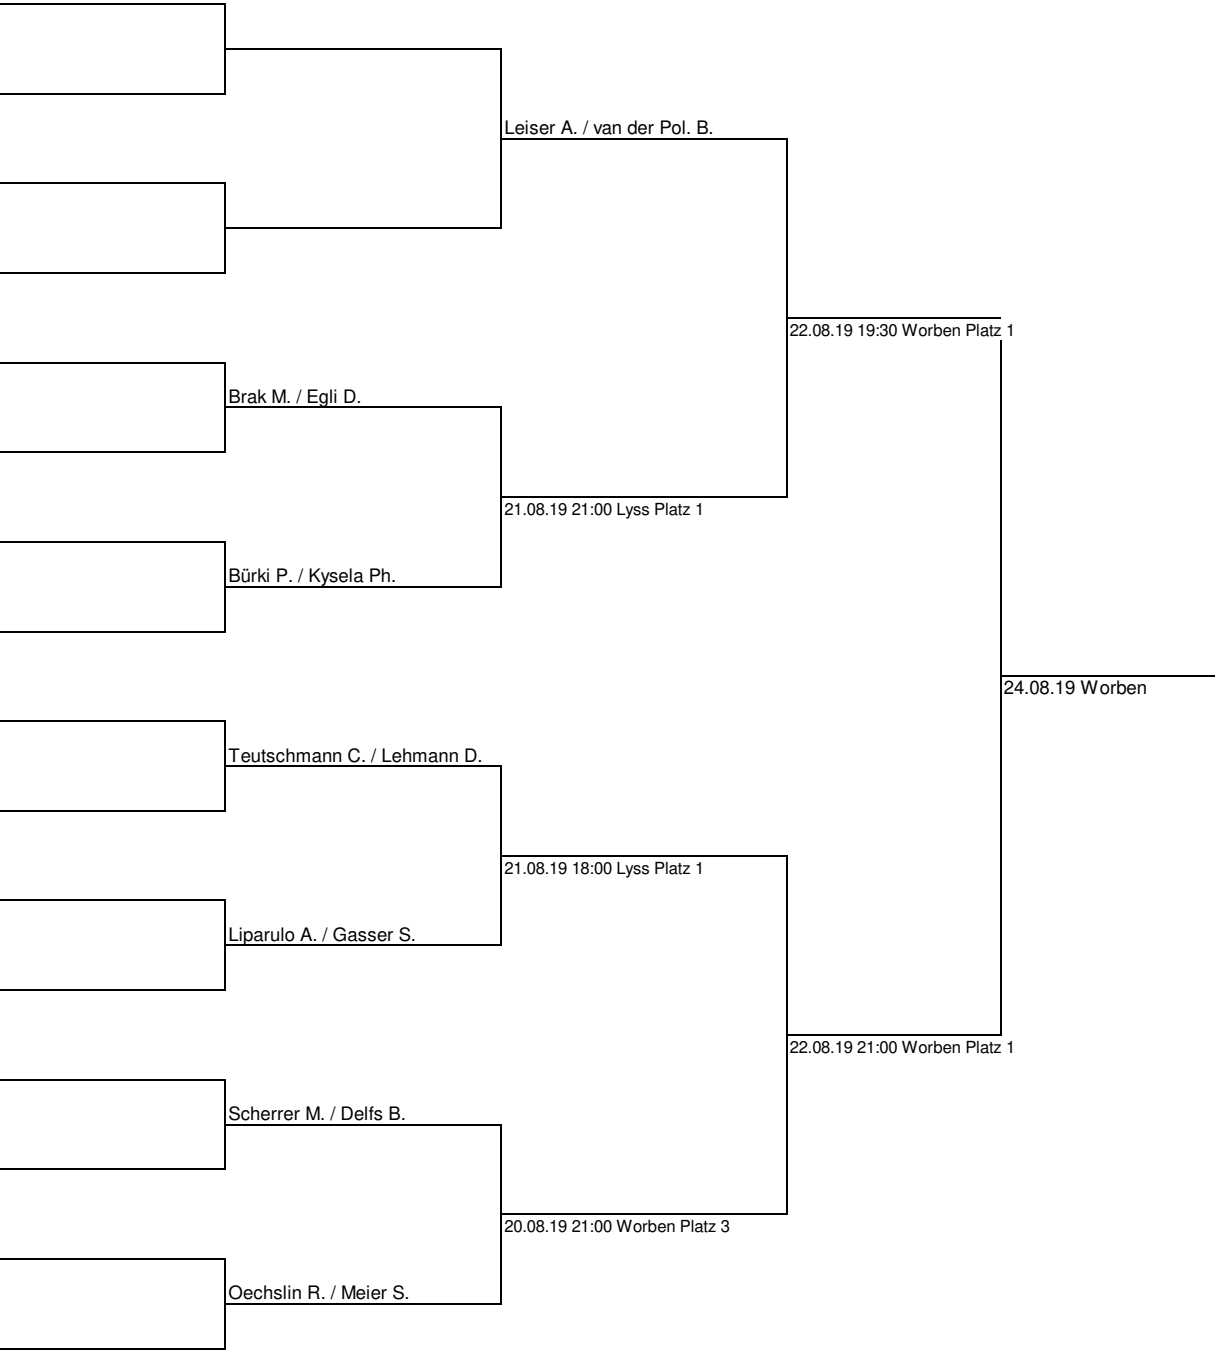 Leiser A. / van der Pol. B.
22.08.19 19:30 Worben Platz 1
Brak M. / Egli D.
21.08.19 21:00 Lyss Platz 1
Bürki P. / Kysela Ph.
24.08.19 Worben
Teutschmann C. / Lehmann D.
21.08.19 18:00 Lyss Platz 1
Liparulo A. / Gasser S.
22.08.19 21:00 Worben Platz 1
Scherrer M. / Delfs B.
20.08.19 21:00 Worben Platz 3
Oechslin R. / Meier S.